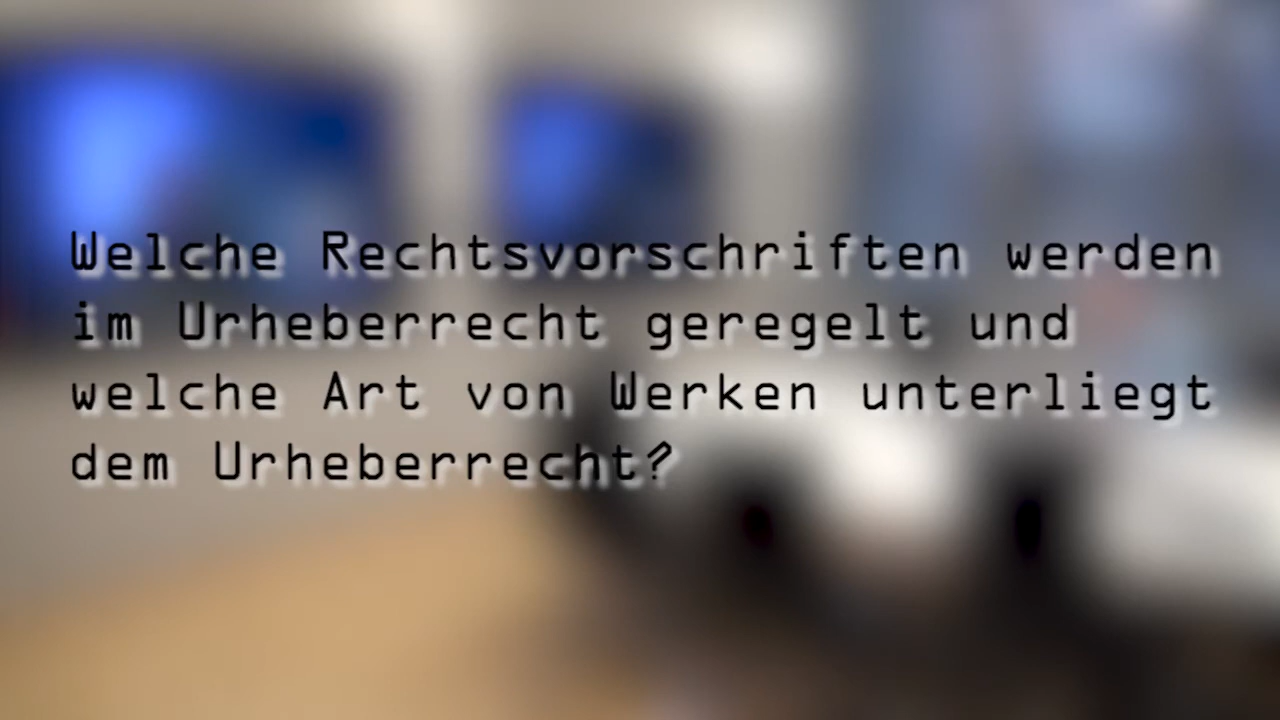 Welche Rechtsvorschriften werden
im Urheberrecht geregelt und
welche Art von Werken unterliegt
dem Urheberrecht?